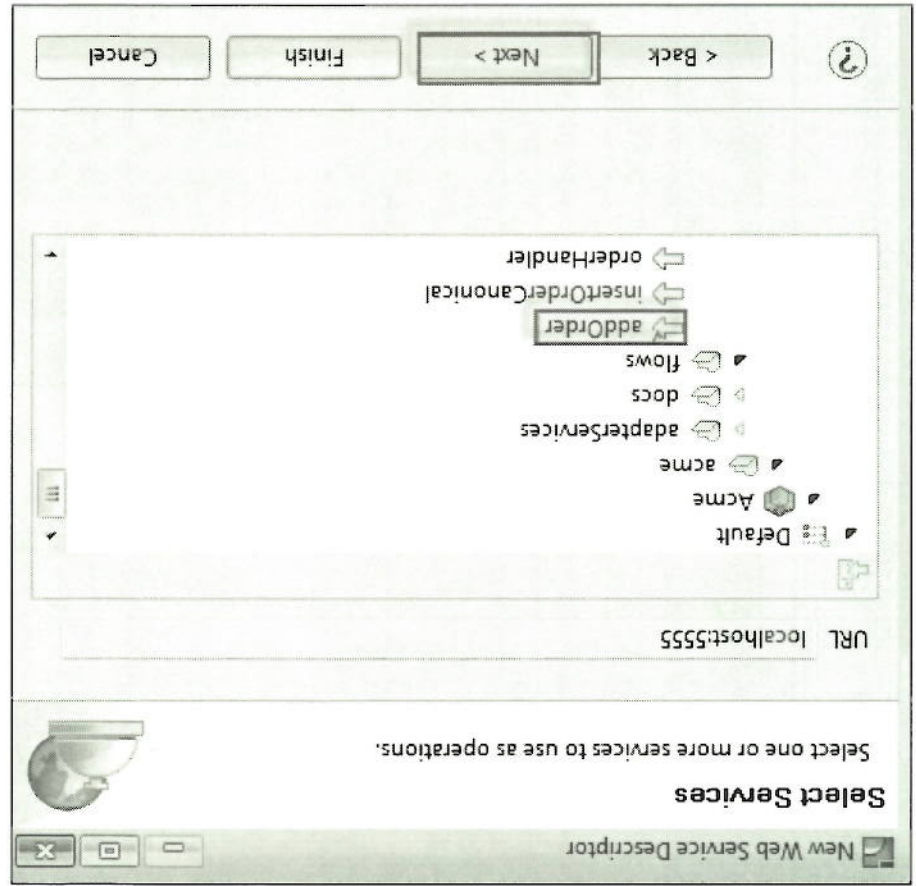 New Web Service Descriptor
Select Services
Select one or more services to use as operations.
URL localhost:5555
Default
Acme
acme
adapterServices
docs
flows
addOrder
insertOrderCanonical
orderHandler
? < Back Next > Finish Cancel